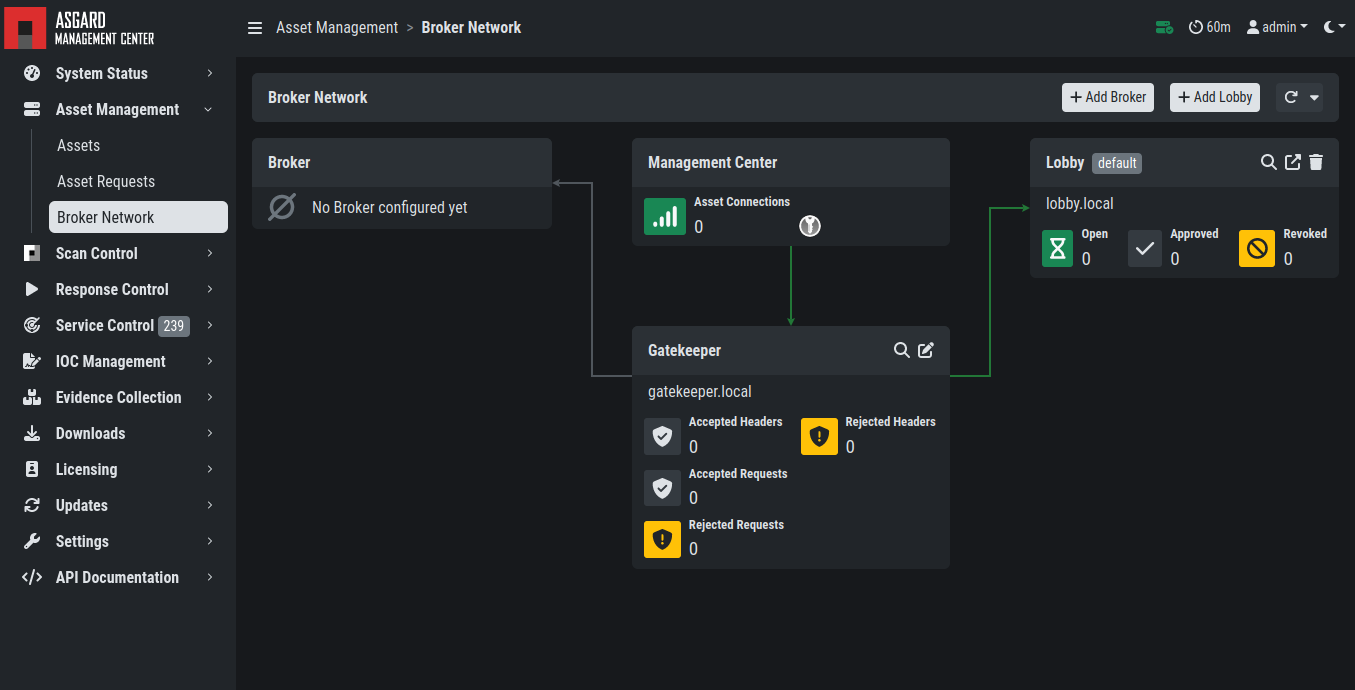 ASGARD
MANAGEMENT CENTER
Asset Management > Broker Network
60m
admin
System Status
Asset Management
Assets
Asset Requests
Broker Network
Scan Control
Response Control
Service Control 239
IOC Management
Evidence Collection
Downloads
Licensing
Updates
Settings
API Documentation
Broker Network
+ Add Broker
+ Add Lobby
Broker
No Broker configured yet
Management Center
Asset Connections
0
Gatekeeper
gatekeeper.local
Accepted Headers
0
Rejected Headers
0
Accepted Requests
0
Rejected Requests
0
Lobby default
lobby.local
Open
0
Approved
0
Revoked
0